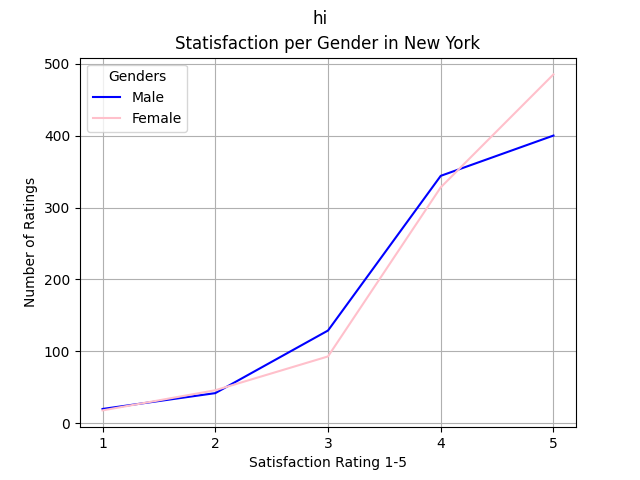 hi
Statisfaction per Gender in New York
500
400
300
200
100
0
Number of Ratings
Genders
Male
Female
1 2 3 4 5
Satisfaction Rating 1-5